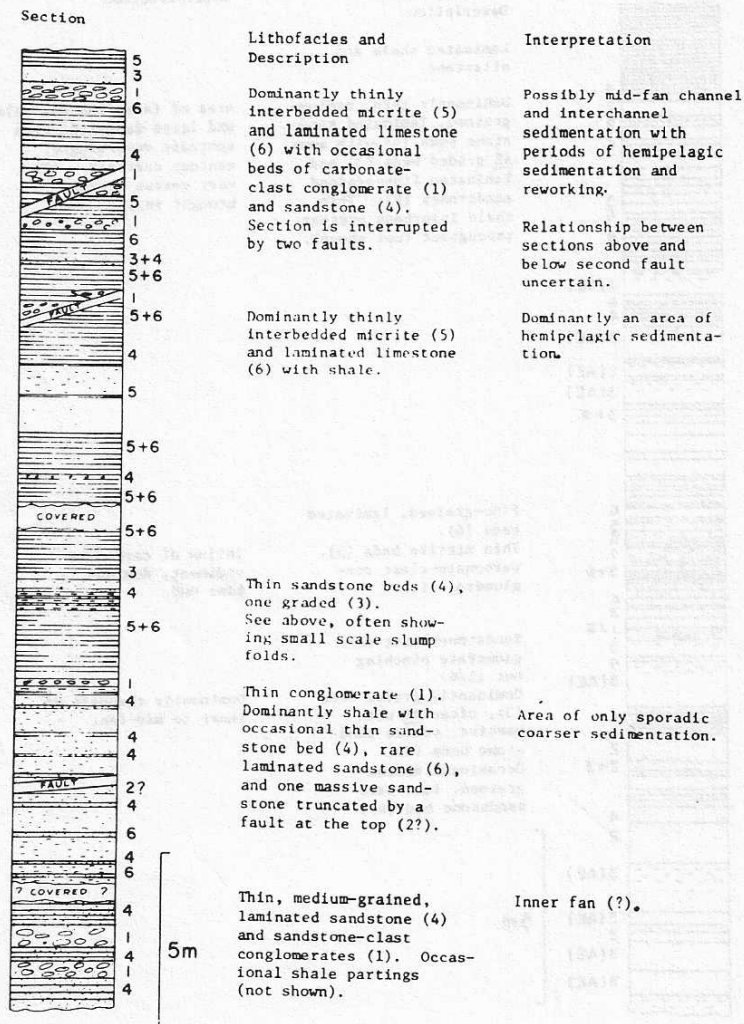 Section
Lithofacies and
Description
Interpretation
5
3
1
6
4
1
FAULT
5
1
6
3+4
5+6
1
FAULT
5+6
4
5
5+6
4
5+6
COVERED
5+6
3
4
5+6
1
4
4
4
FAULT
2?
4
6
4
6
? COVERED ?
4
1
4
1
4
5m
Dominantly thinly
interbedded micrite (5)
and laminated limestone
(6) with occasional
beds of carbonate-
clast conglomerate (1)
and sandstone (4).
Section is interrupted
by two faults.
Possibly mid-fan channel
and interchannel
sedimentation with
periods of hemipelagic
sedimentation and
reworking.
Relationship between
sections above and
below second fault
uncertain.
Dominantly thinly
interbedded micrite (5)
and laminated limestone
(6) with shale.
Dominantly an area of
hemipelagic sedimenta-
tion.
Thin sandstone beds (4),
one graded (3).
See above, often show-
ing small scale slump
folds.
Thin conglomerate (1).
Dominantly shale with
occasional thin sand-
stone bed (4), rare
laminated sandstone (6),
and one massive sand-
stone truncated by a
fault at the top (2?).
Area of only sporadic
coarser sedimentation.
Thin, medium-grained,
laminated sandstone (4)
and sandstone-clast
conglomerates (1). Occas-
ional shale partings
(not shown).
Inner fan (?).